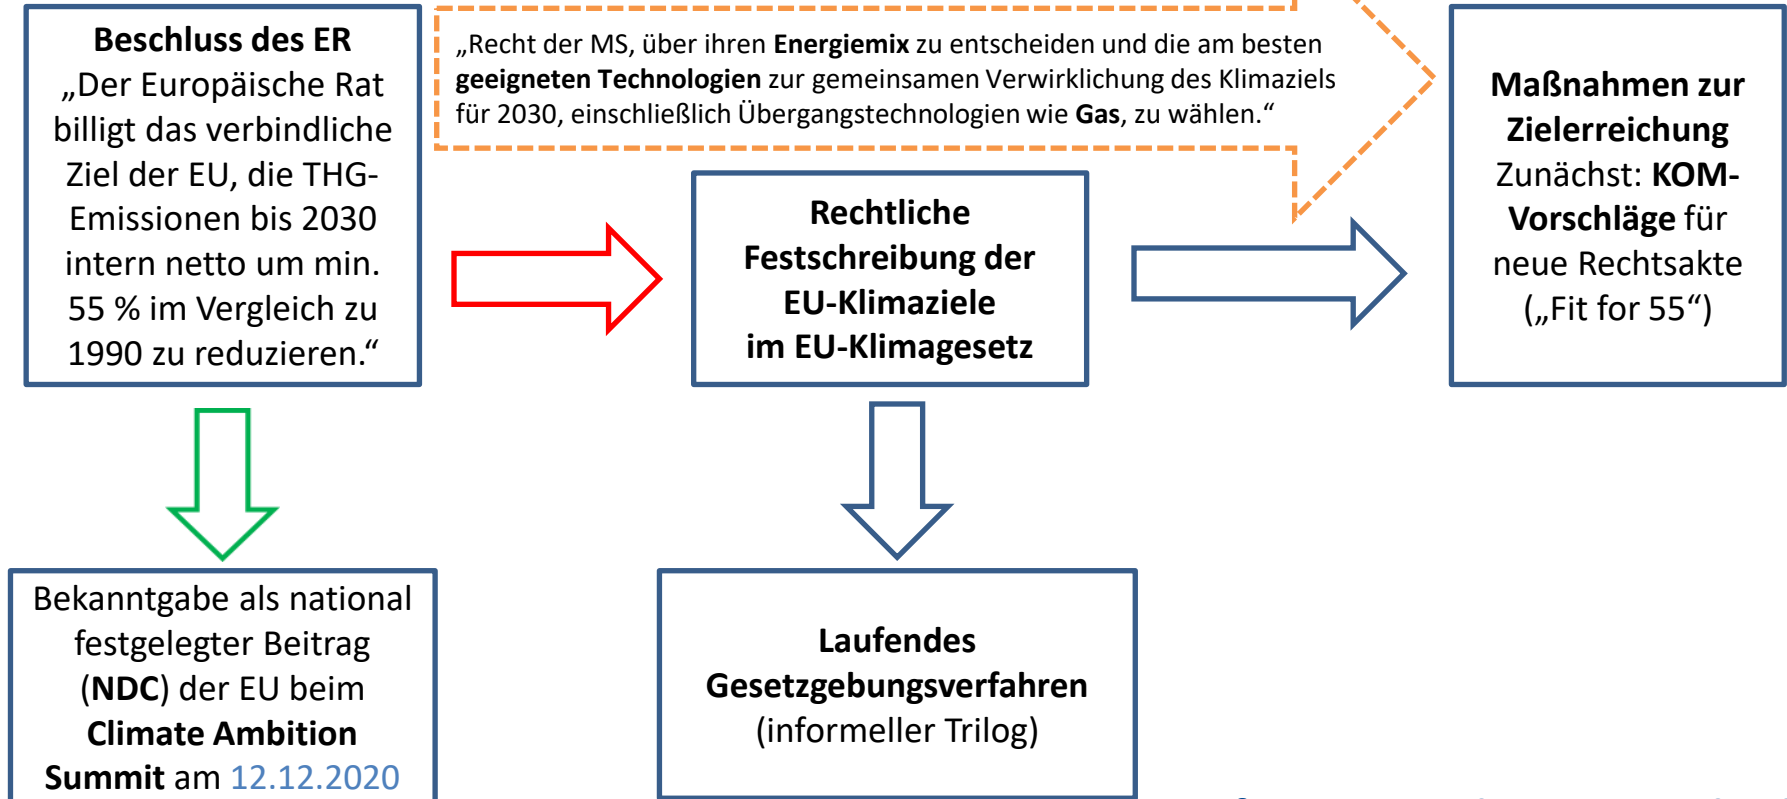 Beschluss des ER
„Der Europäische Rat
billigt das verbindliche
Ziel der EU, die THG-
Emissionen bis 2030
intern netto um min.
55 % im Vergleich zu
1990 zu reduzieren.“
„Recht der MS, über ihren Energiemix zu entscheiden und die am besten
geeigneten Technologien zur gemeinsamen Verwirklichung des Klimaziels
für 2030, einschließlich Übergangstechnologien wie Gas, zu wählen.“
Rechtliche
Festschreibung der
EU-Klimaziele
im EU-Klimagesetz
Maßnahmen zur
Zielerreichung
Zunächst: KOM-
Vorschläge für
neue Rechtsakte
(„Fit for 55“)
Bekanntgabe als national
festgelegter Beitrag
(NDC) der EU beim
Climate Ambition
Summit am 12.12.2020
Laufendes
Gesetzgebungsverfahren
(informeller Trilog)